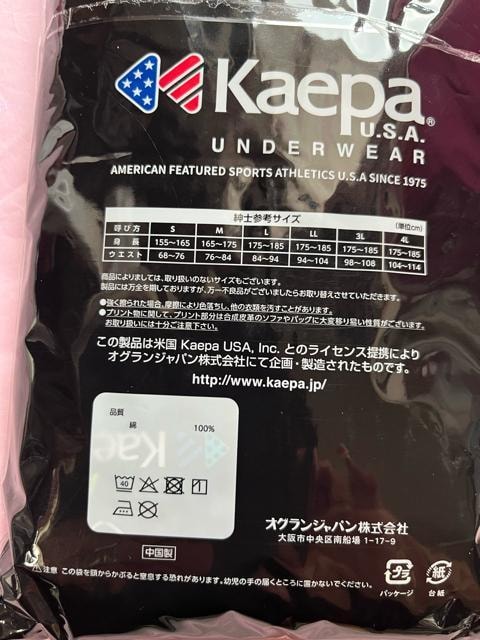 Kaepa®
U.S.A.
UNDERWEAR
AMERICAN FEATURED SPORTS ATHLETICS U.S.A SINCE 1975
紳士参考サイズ (単位cm)
呼び方 S M L LL 3L 4L
身長 155〜165 165〜175 175〜185 175〜185 175〜185 175〜185
ウエスト 68〜76 76〜84 84〜94 94〜104 98〜108 104〜114
商品によりましては、取り扱いのないサイズもございます。
製品には万全を期しておりますが、万一不良品がございましたらお取り替えさせていただきます。
●強く擦られた場合、摩擦により色落ちし、他の衣類を汚すことがあります。
●プリント物に関して、プリント部分は合成皮革のソファやバッグに大変移り易い性質がございます。
お取り扱いには十分ご注意下さい。
この製品は米国 Kaepa USA, Inc. とのライセンス提携により
オグランジャパン株式会社にて企画・製造されたものです。
http://www.kaepa.jp/
品質
綿 100%
40
中国製
オグランジャパン株式会社
大阪市中央区南船場 1-17-9
プラ
パッケージ
紙
台紙
⚠注意 この袋を頭からかぶると窒息する恐れがあります。幼児の手の届くところに置かないでください。